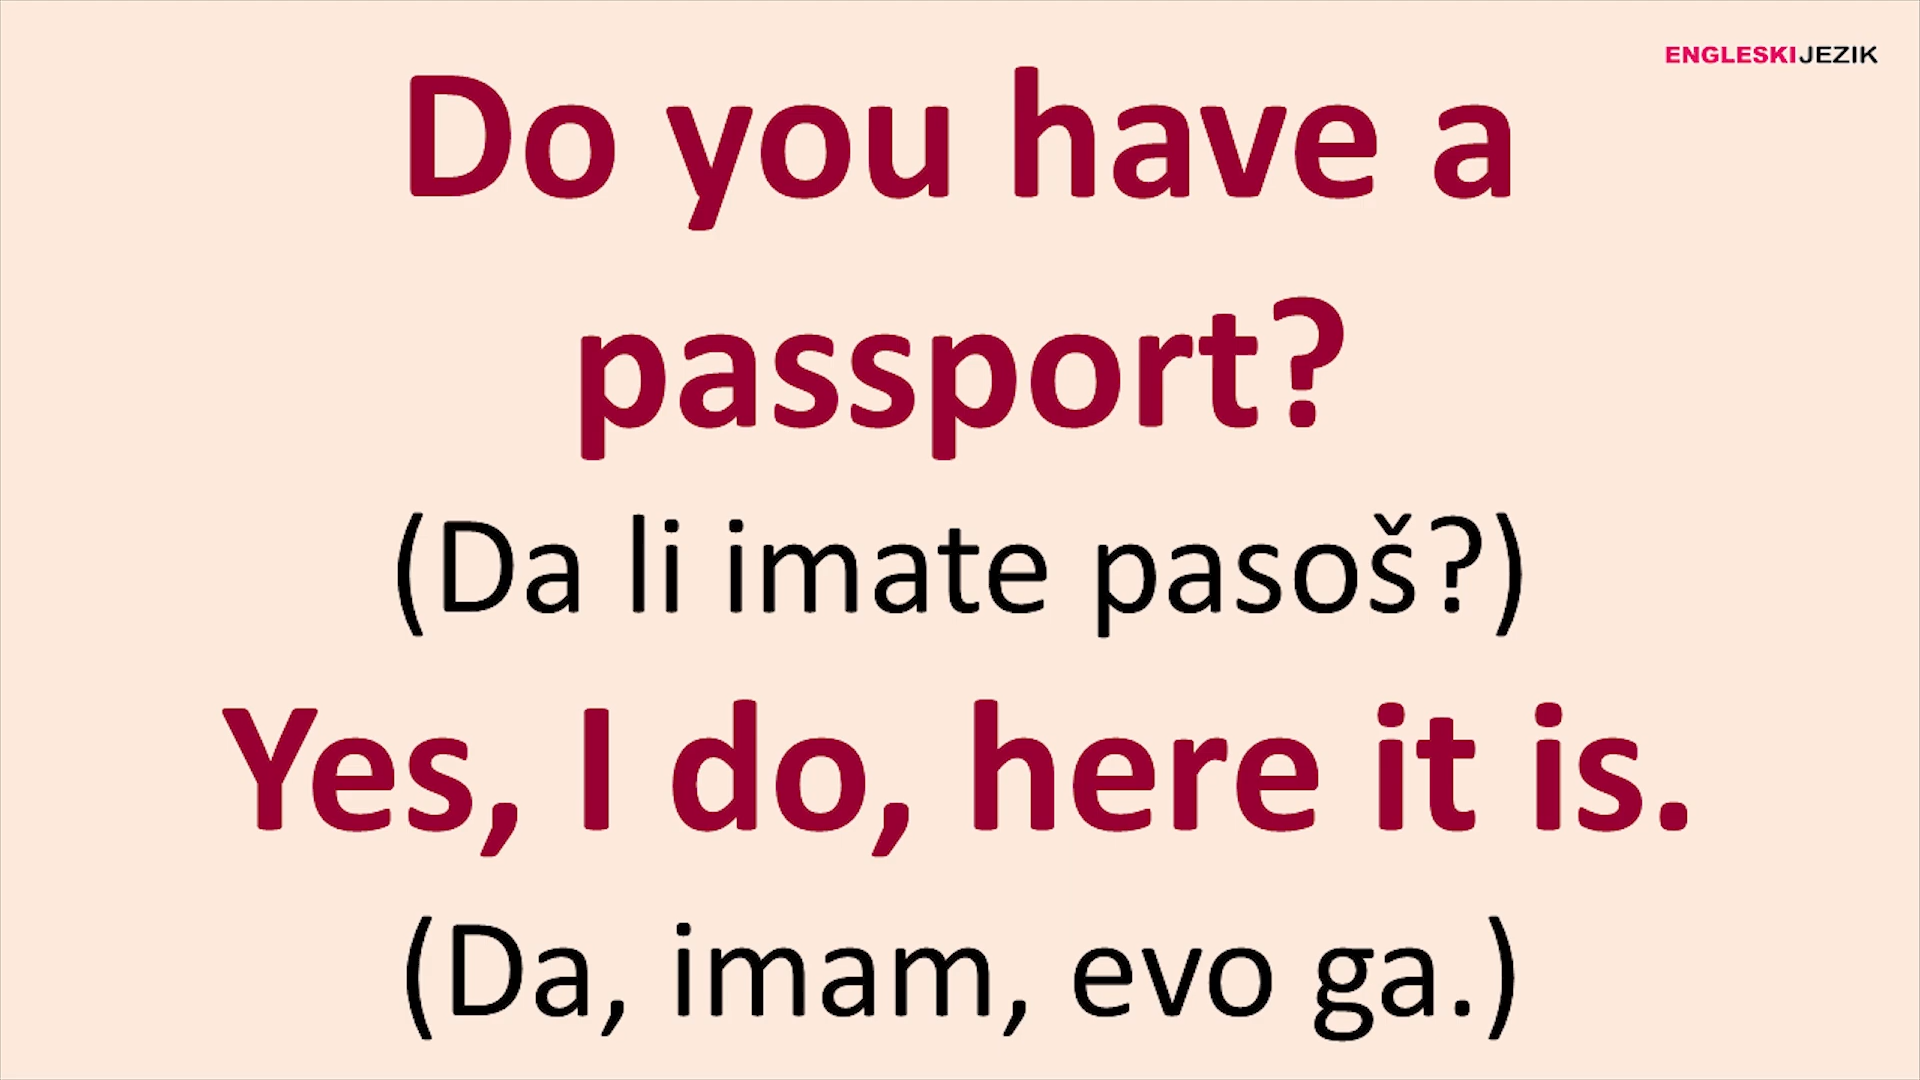 ENGLESKIJEZIK
Do you have a
passport?
(Da li imate pasoš?)
Yes, I do, here it is.
(Da, imam, evo ga.)